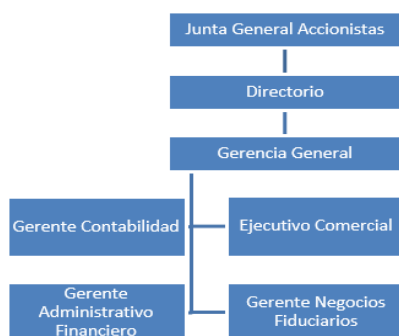 Junta General Accionistas
Directorio
Gerencia General
Gerente Contabilidad
Ejecutivo Comercial
Gerente
Administrativo
Financiero
Gerente Negocios
Fiduciarios